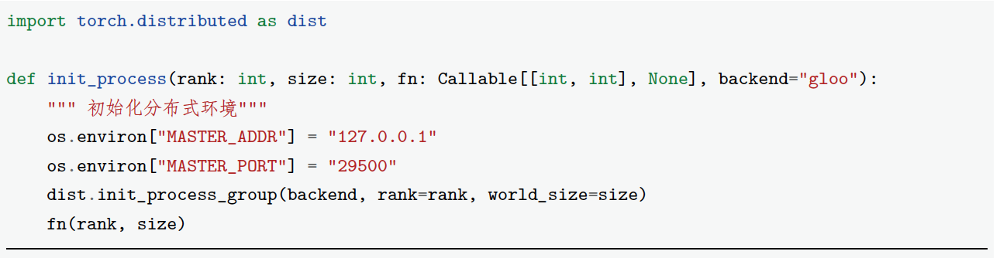 import torch.distributed as dist
def init_process(rank: int, size: int, fn: Callable[[int, int], None], backend="gloo"):
""" 初始化分布式环境"""
os.environ["MASTER_ADDR"] = "127.0.0.1"
os.environ["MASTER_PORT"] = "29500"
dist.init_process_group(backend, rank=rank, world_size=size)
fn(rank, size)